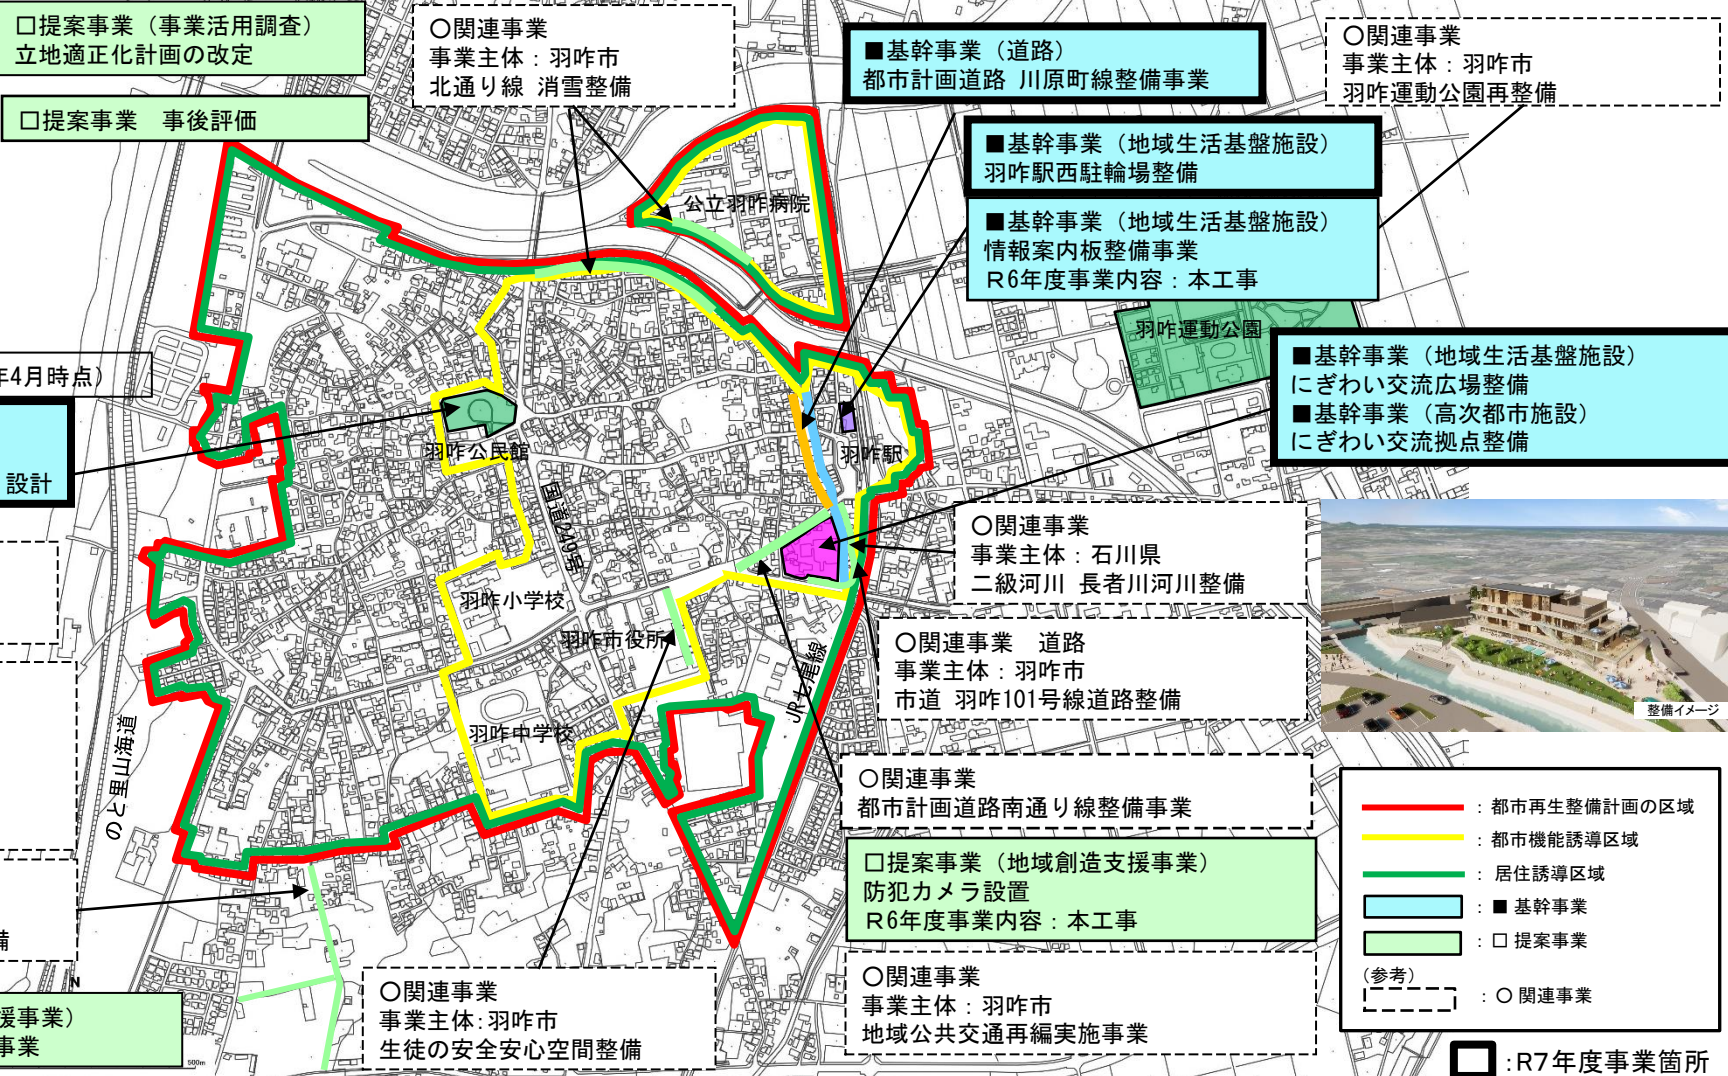 □提案事業（事業活用調査）
立地適正化計画の改定
□提案事業　事後評価
○関連事業
事業主体：羽咋市
北通り線 消雪整備
■基幹事業（道路）
都市計画道路 川原町線整備事業
○関連事業
事業主体：羽咋市
羽咋運動公園再整備
■基幹事業（地域生活基盤施設）
羽咋駅西駐輪場整備
■基幹事業（地域生活基盤施設）
情報案内板整備事業
R6年度事業内容：本工事
公立羽咋病院
羽咋運動公園
■基幹事業（地域生活基盤施設）
にぎわい交流広場整備
■基幹事業（高次都市施設）
にぎわい交流拠点整備
年4月時点）
設計
羽咋公民館
羽咋駅
国道249号
○関連事業
事業主体：石川県
二級河川 長者川河川整備
羽咋小学校
羽咋市役所
○関連事業　道路
事業主体：羽咋市
市道 羽咋101号線道路整備
JR七尾線
整備イメージ
羽咋中学校
のと里山海道
○関連事業
都市計画道路南通り線整備事業
□提案事業（地域創造支援事業）
防犯カメラ設置
R6年度事業内容：本工事
○関連事業
事業主体：羽咋市
地域公共交通再編実施事業
○関連事業
事業主体：羽咋市
生徒の安全安心空間整備
備
N
援事業）
事業
500m
：都市再生整備計画の区域
：都市機能誘導区域
：居住誘導区域
：■ 基幹事業
：□ 提案事業
（参考）
：○ 関連事業
：R7年度事業箇所